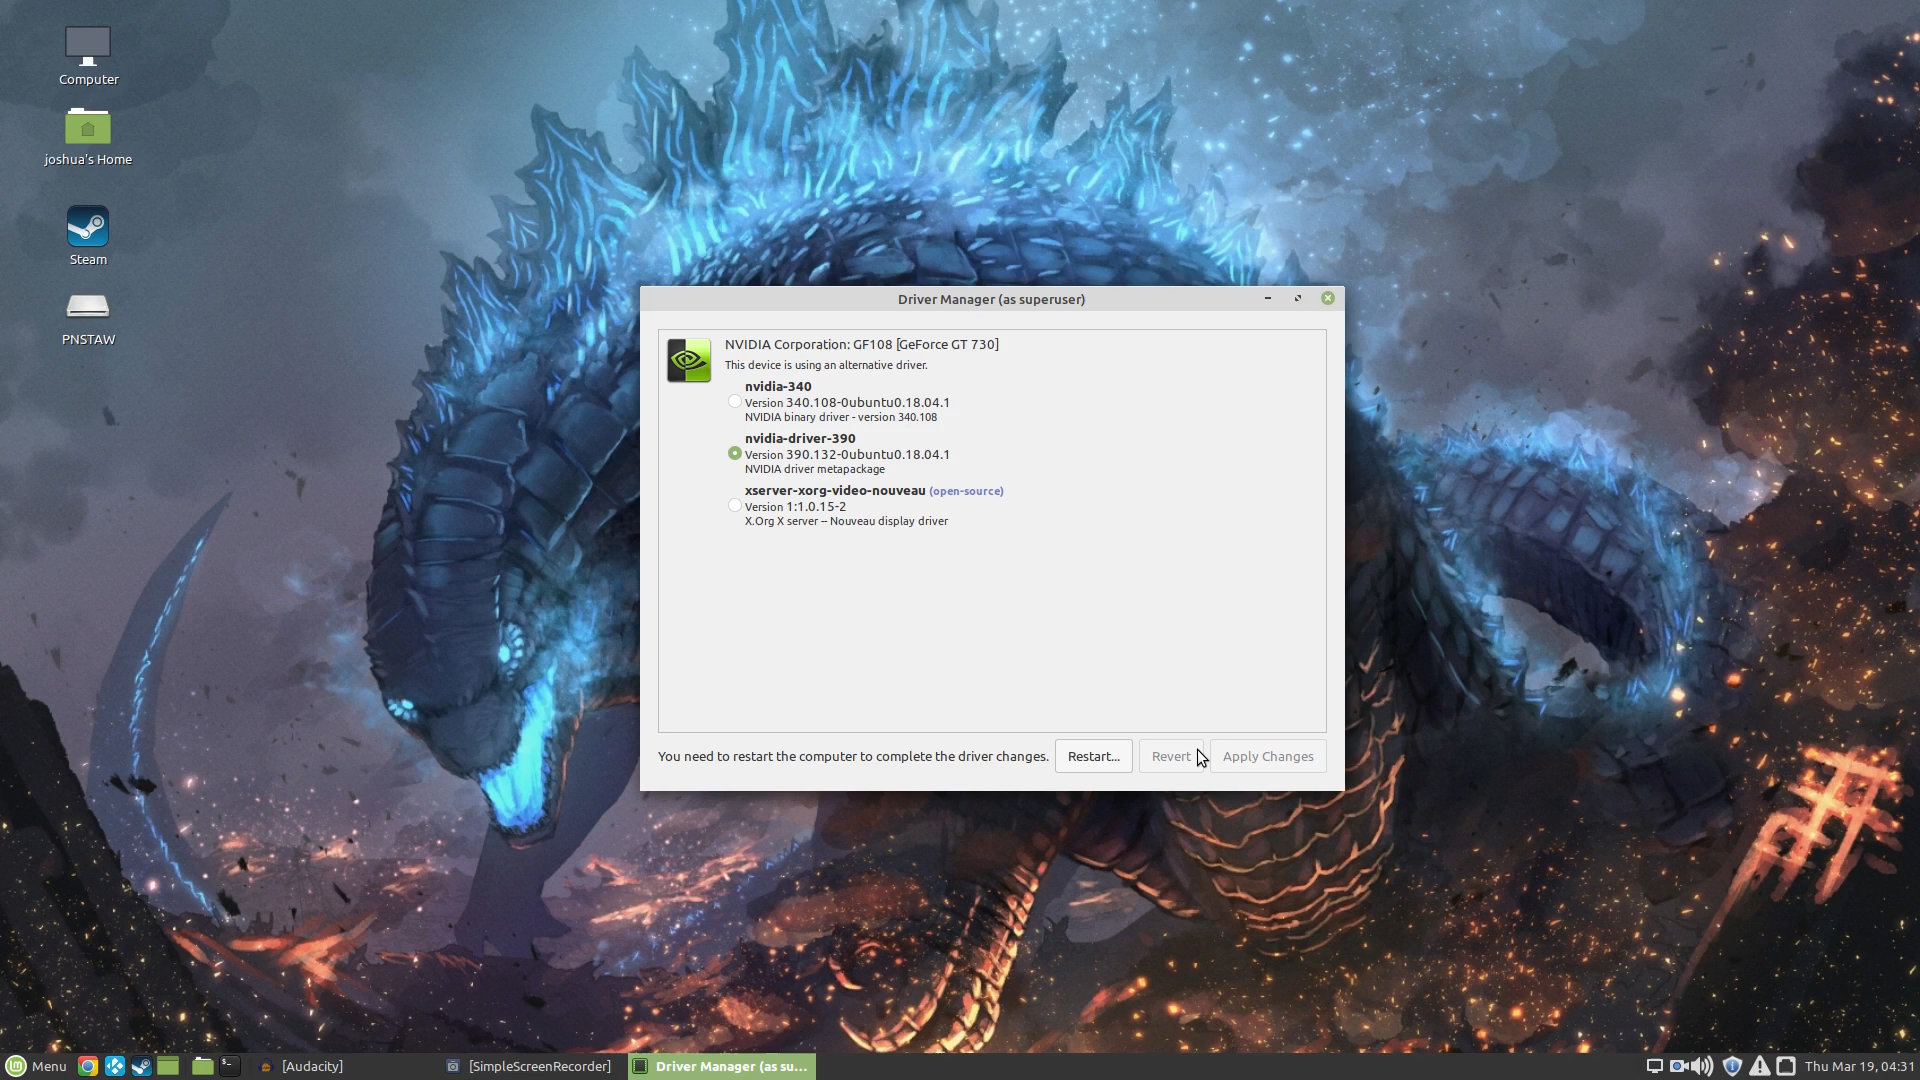 Computer
joshua's Home
Steam
PNSTAW
Driver Manager (as superuser)
NVIDIA Corporation: GF108 [GeForce GT 730]
This device is using an alternative driver.
nvidia-340
Version 340.108-0ubuntu0.18.04.1
NVIDIA binary driver - version 340.108
nvidia-driver-390
Version 390.132-0ubuntu0.18.04.1
NVIDIA driver metapackage
xserver-xorg-video-nouveau (open-source)
Version 1:1.0.15-2
X.Org X server -- Nouveau display driver
You need to restart the computer to complete the driver changes. Restart... Revert Apply Changes
Menu [Audacity] [SimpleScreenRecorder] Driver Manager (as su... Thu Mar 19, 04:31